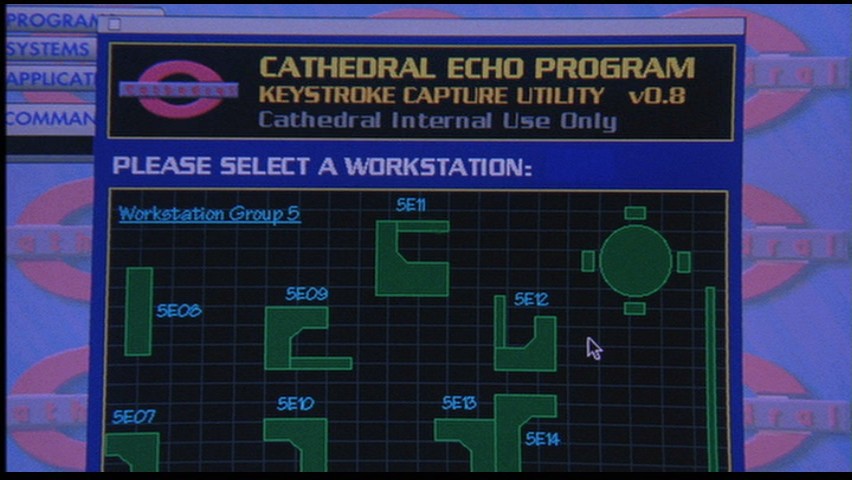 PROGRAM
SYSTEMS
APPLICAT
COMMAN
Cathedral
CATHEDRAL ECHO PROGRAM
KEYSTROKE CAPTURE UTILITY v0.8
Cathedral Internal Use Only
PLEASE SELECT A WORKSTATION:
Workstation Group 5
5E11
5E08
5E09
5E12
5E07
5E10
5E13
5E14